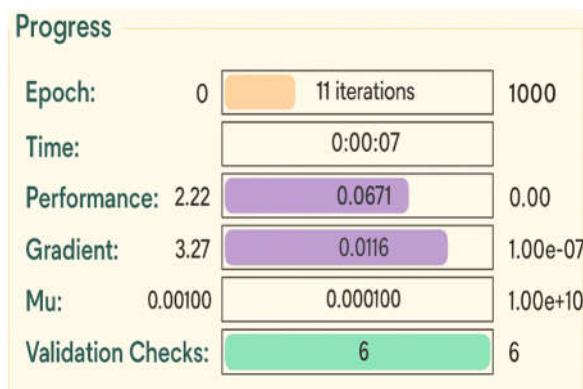 Progress
Epoch: 0 11 iterations 1000
Time: 0:00:07
Performance: 2.22 0.0671 0.00
Gradient: 3.27 0.0116 1.00e-07
Mu: 0.00100 0.000100 1.00e+10
Validation Checks: 6 6